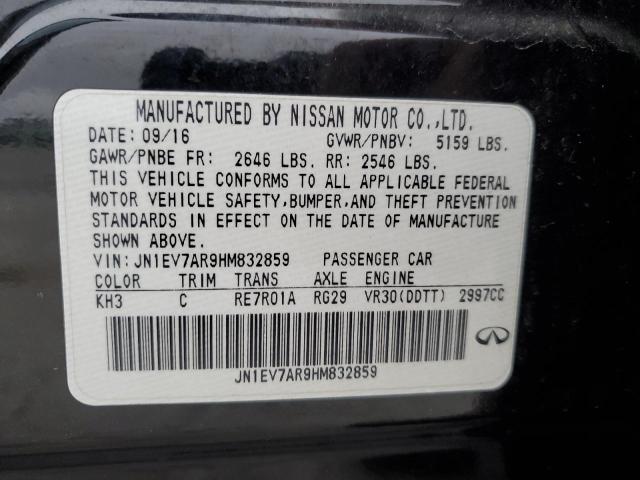 MANUFACTURED BY NISSAN MOTOR CO.,LTD.
DATE: 09/16 GVWR/PNBV: 5159 LBS.
GAWR/PNBE FR: 2646 LBS. RR: 2546 LBS.
THIS VEHICLE CONFORMS TO ALL APPLICABLE FEDERAL
MOTOR VEHICLE SAFETY,BUMPER,AND THEFT PREVENTION
STANDARDS IN EFFECT ON THE DATE OF MANUFACTURE
SHOWN ABOVE.
VIN: JN1EV7AR9HM832859 PASSENGER CAR
COLOR TRIM TRANS AXLE ENGINE
KH3 C RE7R01A RG29 VR30(DDTT) 2997CC
JN1EV7AR9HM832859